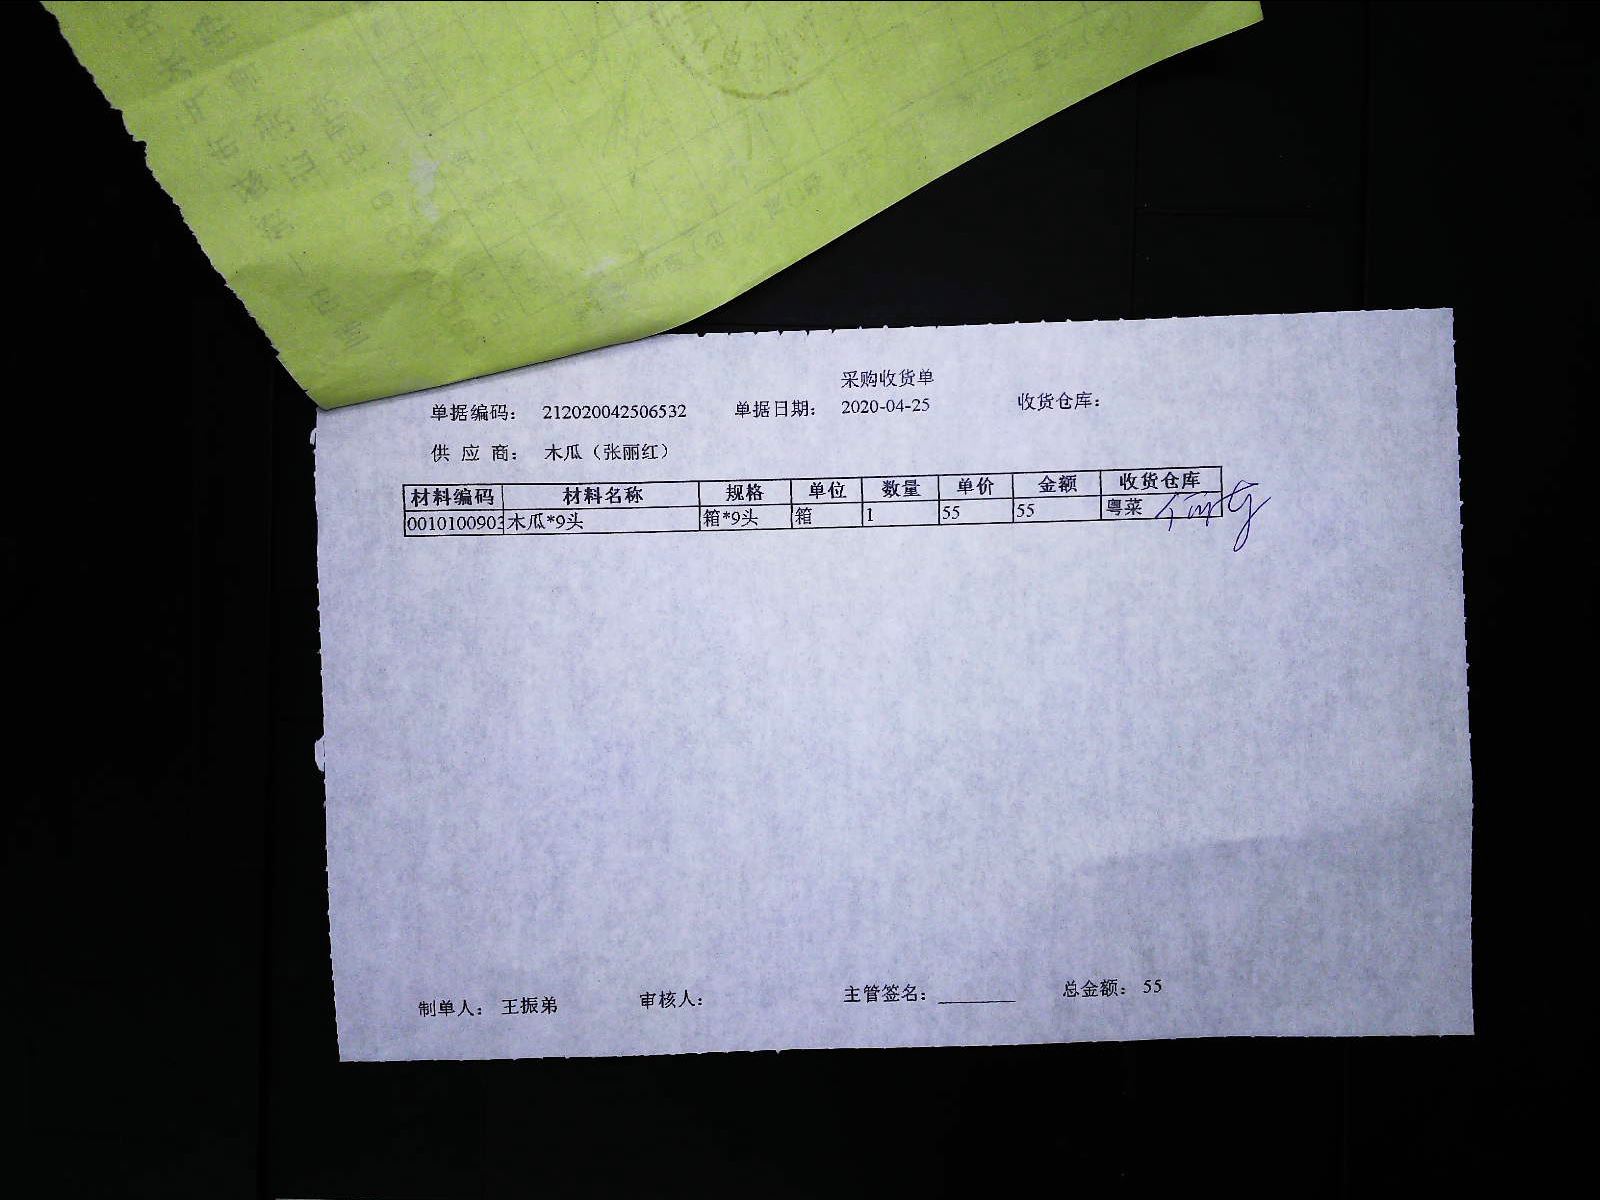 采购收货单
单据编码： 212020042506532 单据日期： 2020-04-25 收货仓库：
供 应 商： 木瓜（张丽红）
材料编码 材料名称 规格 单位 数量 单价 金额 收货仓库
0010100903 木瓜*9头 箱*9头 箱 1 55 55 粤菜
制单人： 王振弟 审核人： 主管签名：________ 总金额： 55